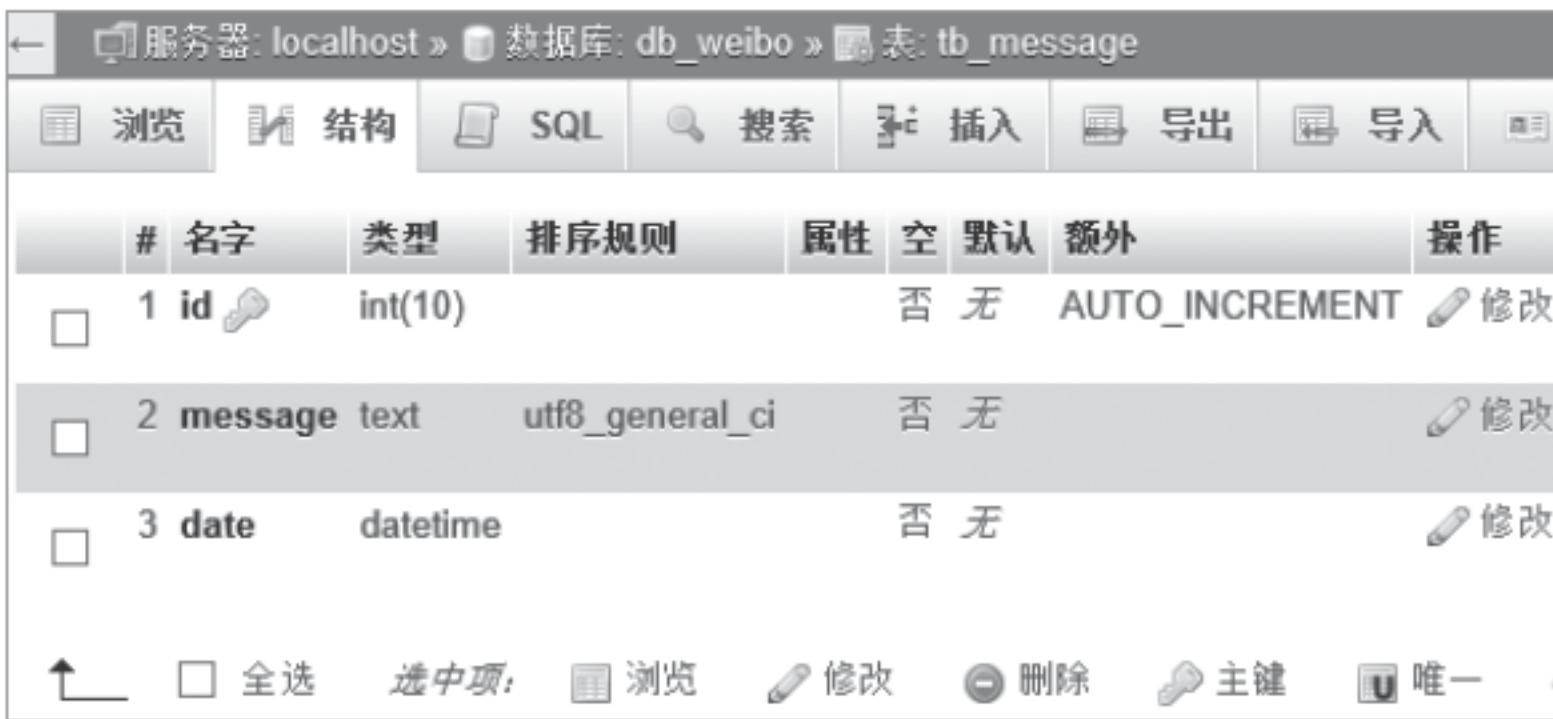 ← 服务器: localhost » 数据库: db_weibo » 表: tb_message
浏览 结构 SQL 搜索 插入 导出 导入
# 名字 类型 排序规则 属性 空 默认 额外 操作
1 id int(10) 否 无 AUTO_INCREMENT 修改
2 message text utf8_general_ci 否 无 修改
3 date datetime 否 无 修改
全选 选中项: 浏览 修改 删除 主键 U 唯一